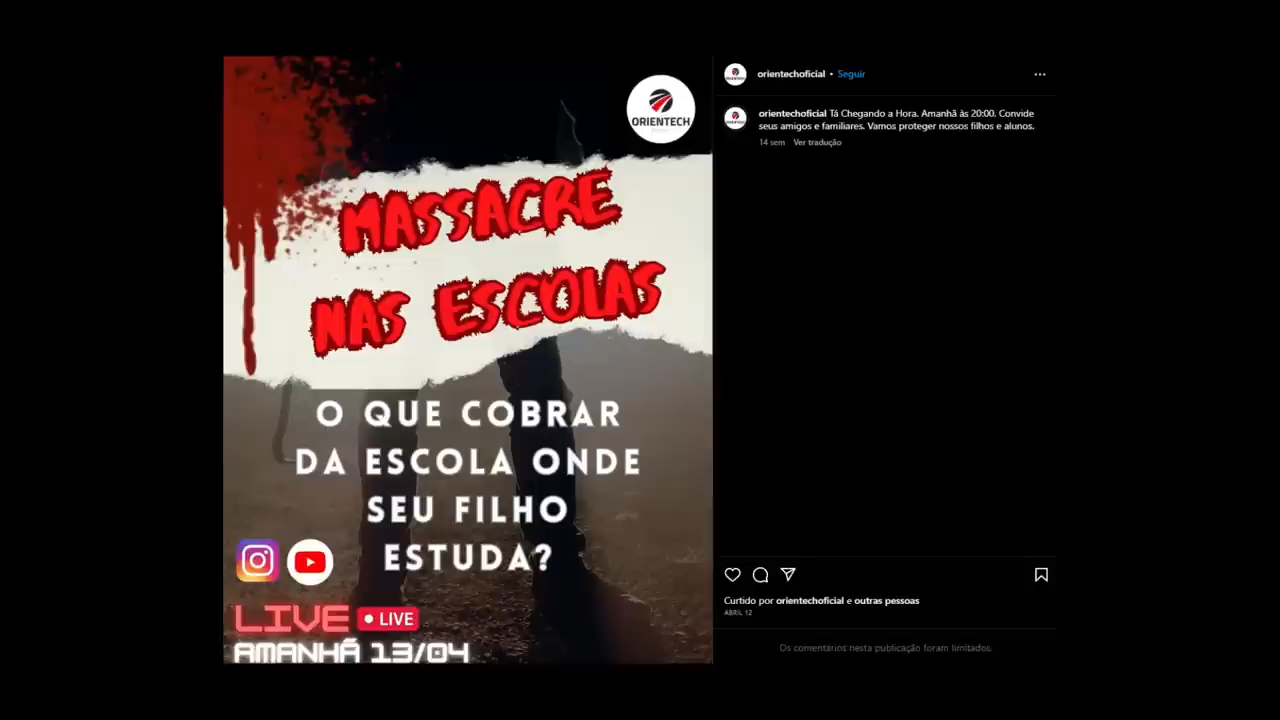 ORIENTECH
MASSACRE
NAS ESCOLAS
O QUE COBRAR
DA ESCOLA ONDE
SEU FILHO
ESTUDA?
LIVE LIVE
AMANHÃ 13/04
orientechoficial • Seguir
orientechoficial Tá Chegando a Hora. Amanhã às 20:00. Convide
seus amigos e familiares. Vamos proteger nossos filhos e alunos.
14 sem Ver tradução
Curtido por orientechoficial e outras pessoas
ABRIL 12
Os comentários nesta publicação foram limitados.